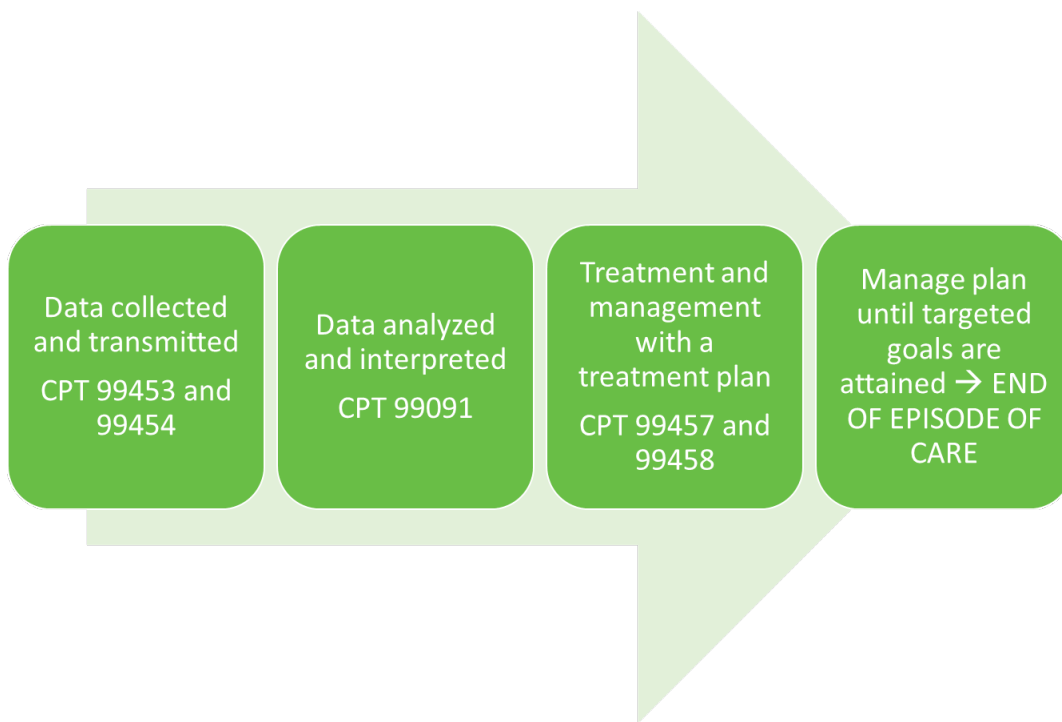 Data collected
and transmitted
CPT 99453 and
99454
Data analyzed
and interpreted
CPT 99091
Treatment and
management
with a
treatment plan
CPT 99457 and
99458
Manage plan
until targeted
goals are
attained → END
OF EPISODE OF
CARE